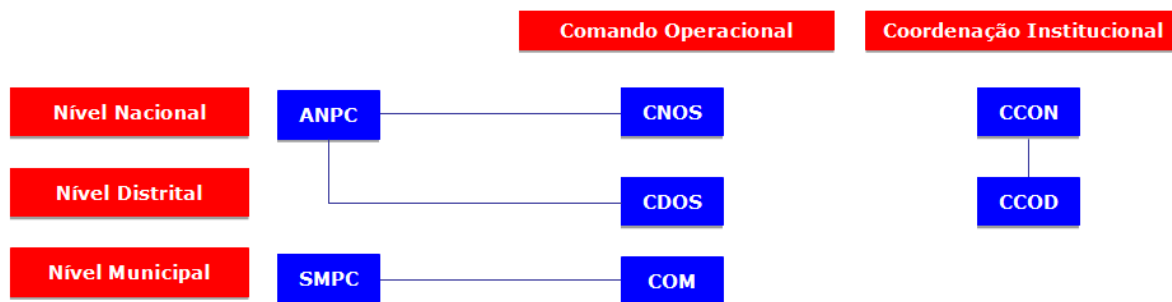 Comando Operacional
Coordenação Institucional
Nível Nacional
ANPC
CNOS
CCON
Nível Distrital
CDOS
CCOD
Nível Municipal
SMPC
COM